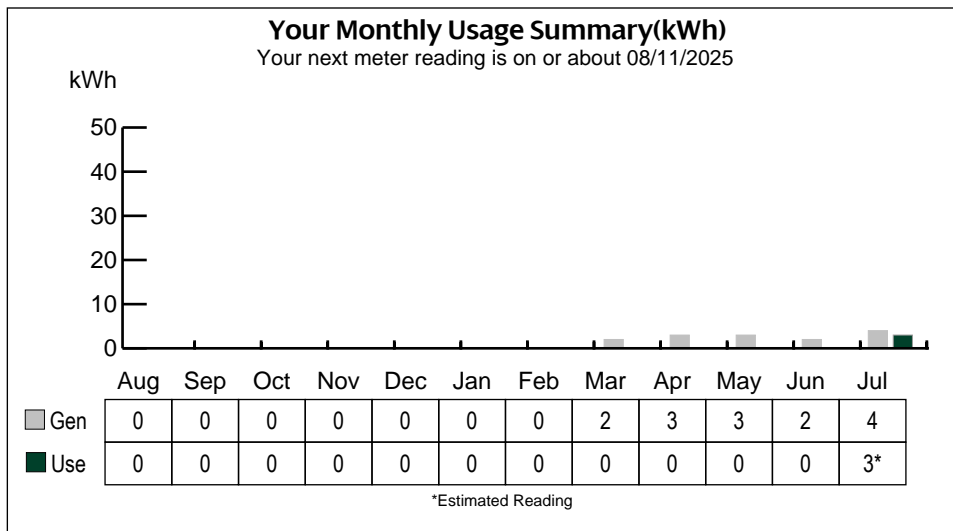 Your Monthly Usage Summary(kWh)
Your next meter reading is on or about 08/11/2025
kWh
50
40
30
20
10
0
Aug Sep Oct Nov Dec Jan Feb Mar Apr May Jun Jul
Gen 0 0 0 0 0 0 0 2 3 3 2 4
Use 0 0 0 0 0 0 0 0 0 0 0 3*
*Estimated Reading